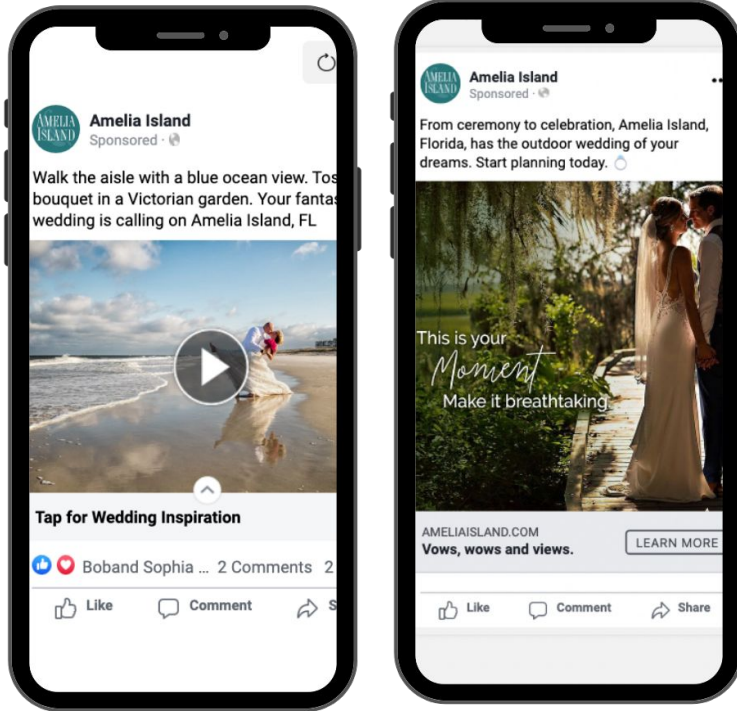 AMELIA
ISLAND
Amelia Island
Sponsored ·
Walk the aisle with a blue ocean view. Tos
bouquet in a Victorian garden. Your fantas
wedding is calling on Amelia Island, FL
Tap for Wedding Inspiration
Boband Sophia ... 2 Comments 2
Like Comment S
AMELIA
ISLAND
Amelia Island
Sponsored ·
From ceremony to celebration, Amelia Island,
Florida, has the outdoor wedding of your
dreams. Start planning today.
This is your
Moment
Make it breathtaking
AMELIAISLAND.COM
Vows, wows and views.
LEARN MORE
Like Comment Share